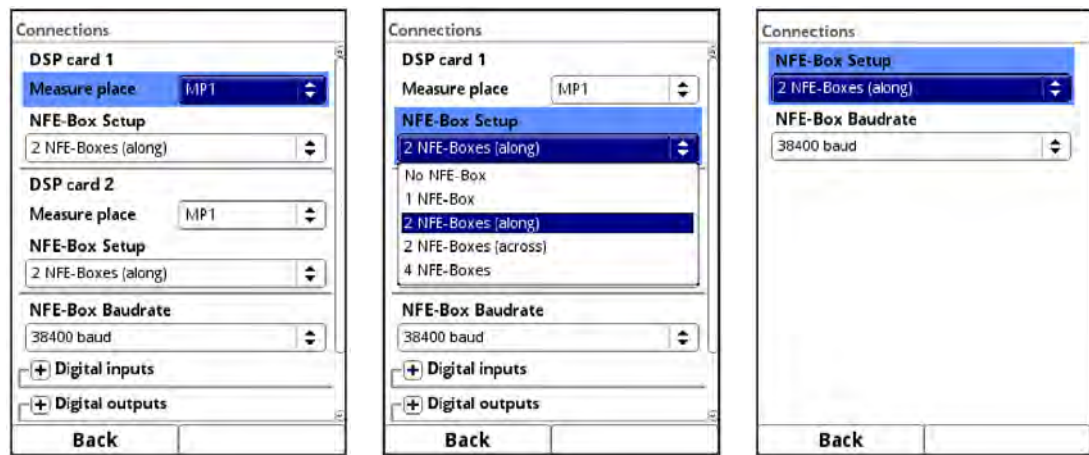 Connections
DSP card 1
Measure place MP1
NFE-Box Setup
2 NFE-Boxes (along)
DSP card 2
Measure place MP1
NFE-Box Setup
2 NFE-Boxes (along)
NFE-Box Baudrate
38400 baud
+ Digital inputs
+ Digital outputs
Back
Connections
DSP card 1
Measure place MP1
NFE-Box Setup
2 NFE-Boxes (along)
No NFE-Box
1 NFE-Box
2 NFE-Boxes (along)
2 NFE-Boxes (across)
4 NFE-Boxes
NFE-Box Baudrate
38400 baud
+ Digital inputs
+ Digital outputs
Back
Connections
NFE-Box Setup
2 NFE-Boxes (along)
NFE-Box Baudrate
38400 baud
Back